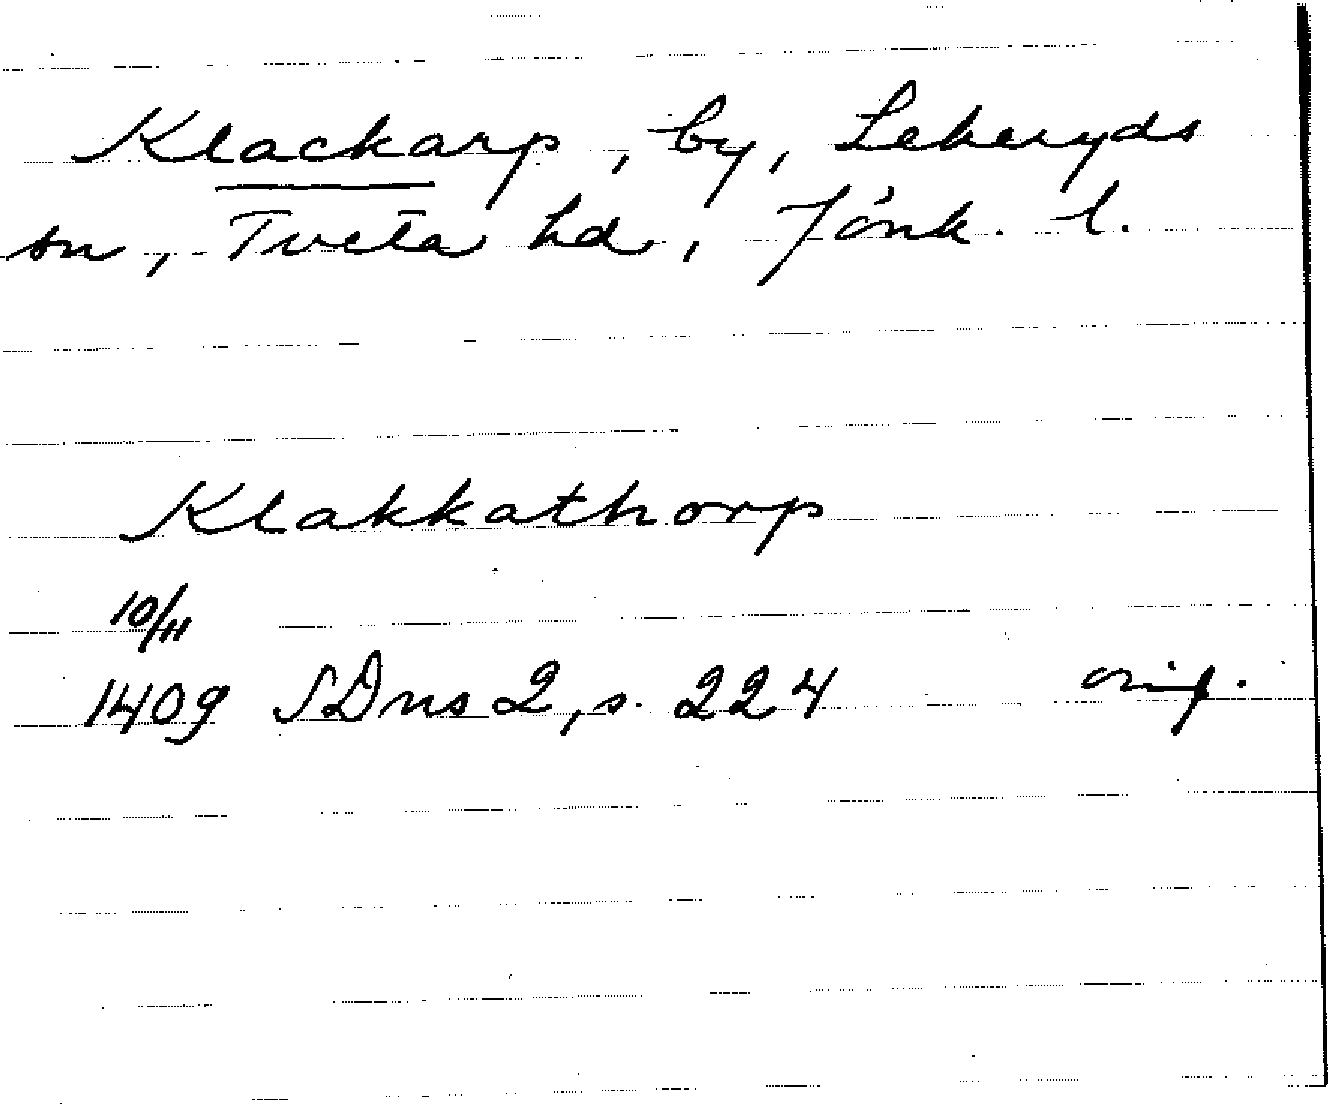 Klackarp, by, Lekeryds
sn, Tveta hd, Jönk. l.
Klakkathorp
10/11
1409 SDns 2, s. 224 orig.